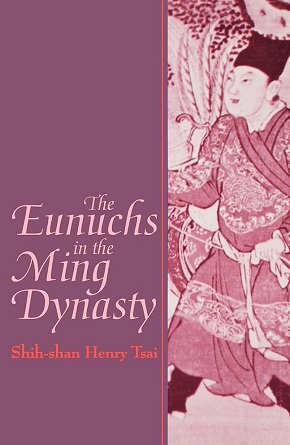 The
Eunuchs
in the
Ming
Dynasty
Shih-shan Henry Tsai